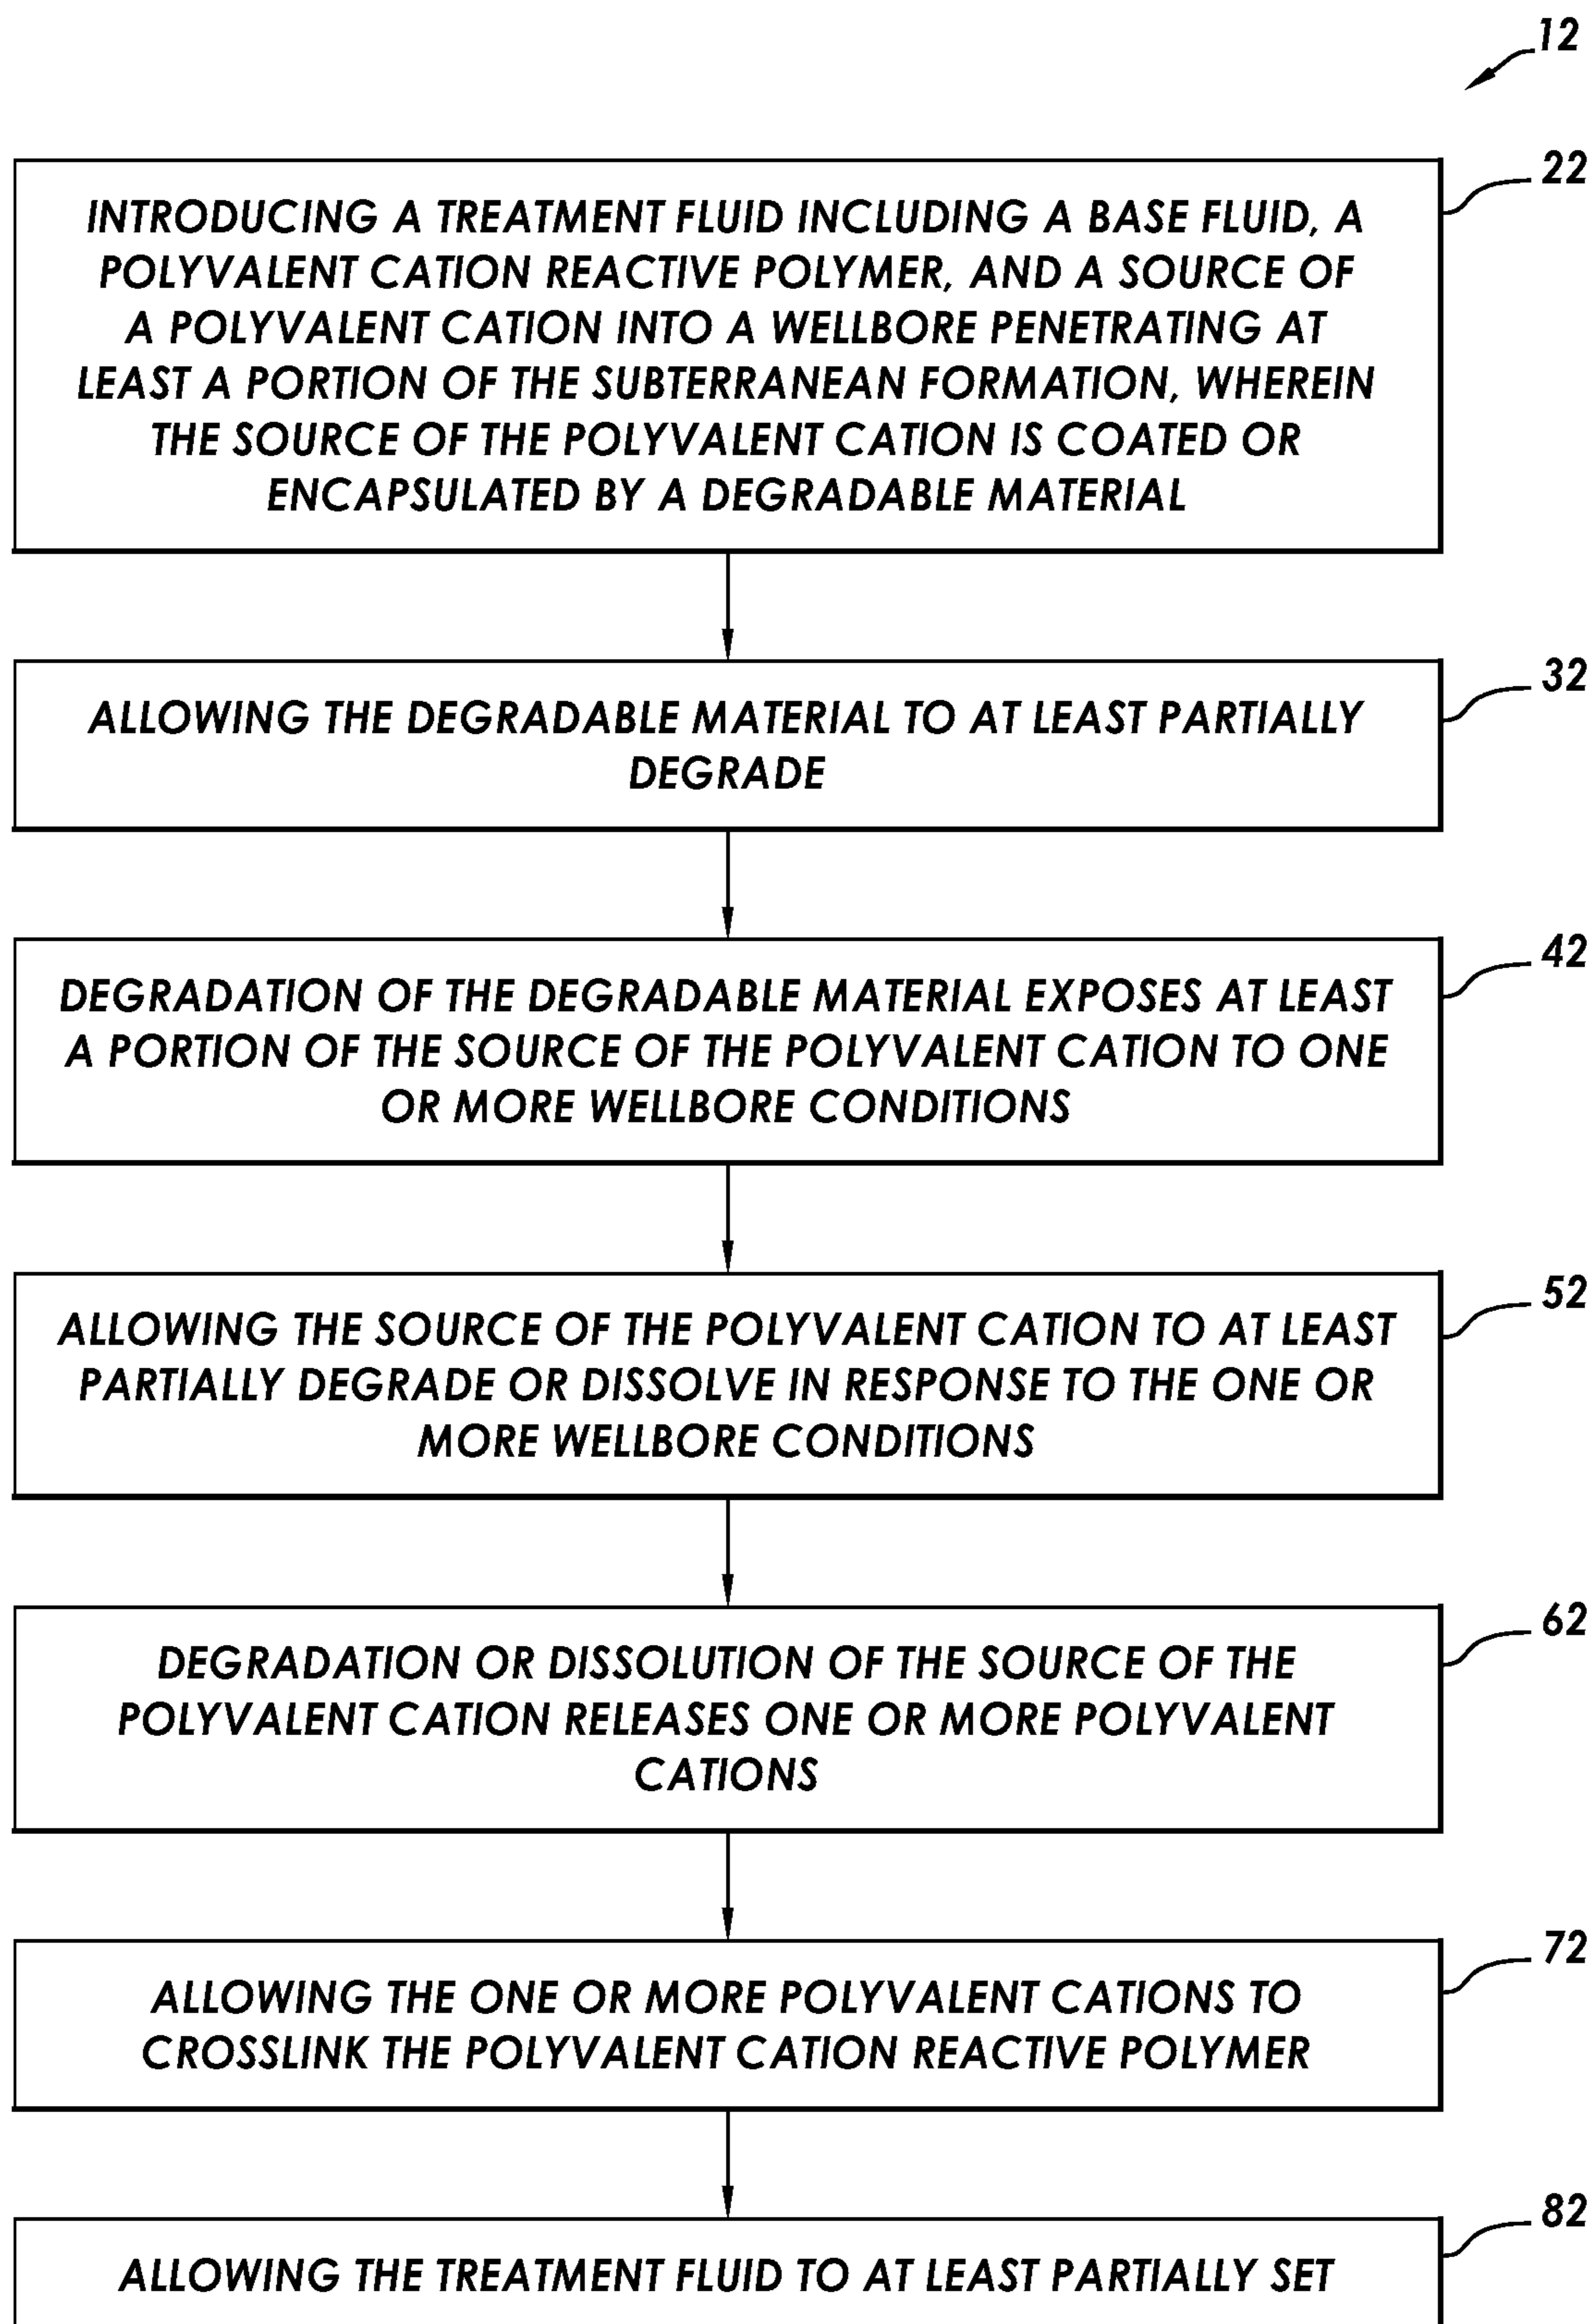 12
22
INTRODUCING A TREATMENT FLUID INCLUDING A BASE FLUID, A
POLYVALENT CATION REACTIVE POLYMER, AND A SOURCE OF
A POLYVALENT CATION INTO A WELLBORE PENETRATING AT
LEAST A PORTION OF THE SUBTERRANEAN FORMATION, WHEREIN
THE SOURCE OF THE POLYVALENT CATION IS COATED OR
ENCAPSULATED BY A DEGRADABLE MATERIAL
32
ALLOWING THE DEGRADABLE MATERIAL TO AT LEAST PARTIALLY
DEGRADE
42
DEGRADATION OF THE DEGRADABLE MATERIAL EXPOSES AT LEAST
A PORTION OF THE SOURCE OF THE POLYVALENT CATION TO ONE
OR MORE WELLBORE CONDITIONS
52
ALLOWING THE SOURCE OF THE POLYVALENT CATION TO AT LEAST
PARTIALLY DEGRADE OR DISSOLVE IN RESPONSE TO THE ONE OR
MORE WELLBORE CONDITIONS
62
DEGRADATION OR DISSOLUTION OF THE SOURCE OF THE
POLYVALENT CATION RELEASES ONE OR MORE POLYVALENT
CATIONS
72
ALLOWING THE ONE OR MORE POLYVALENT CATIONS TO
CROSSLINK THE POLYVALENT CATION REACTIVE POLYMER
82
ALLOWING THE TREATMENT FLUID TO AT LEAST PARTIALLY SET